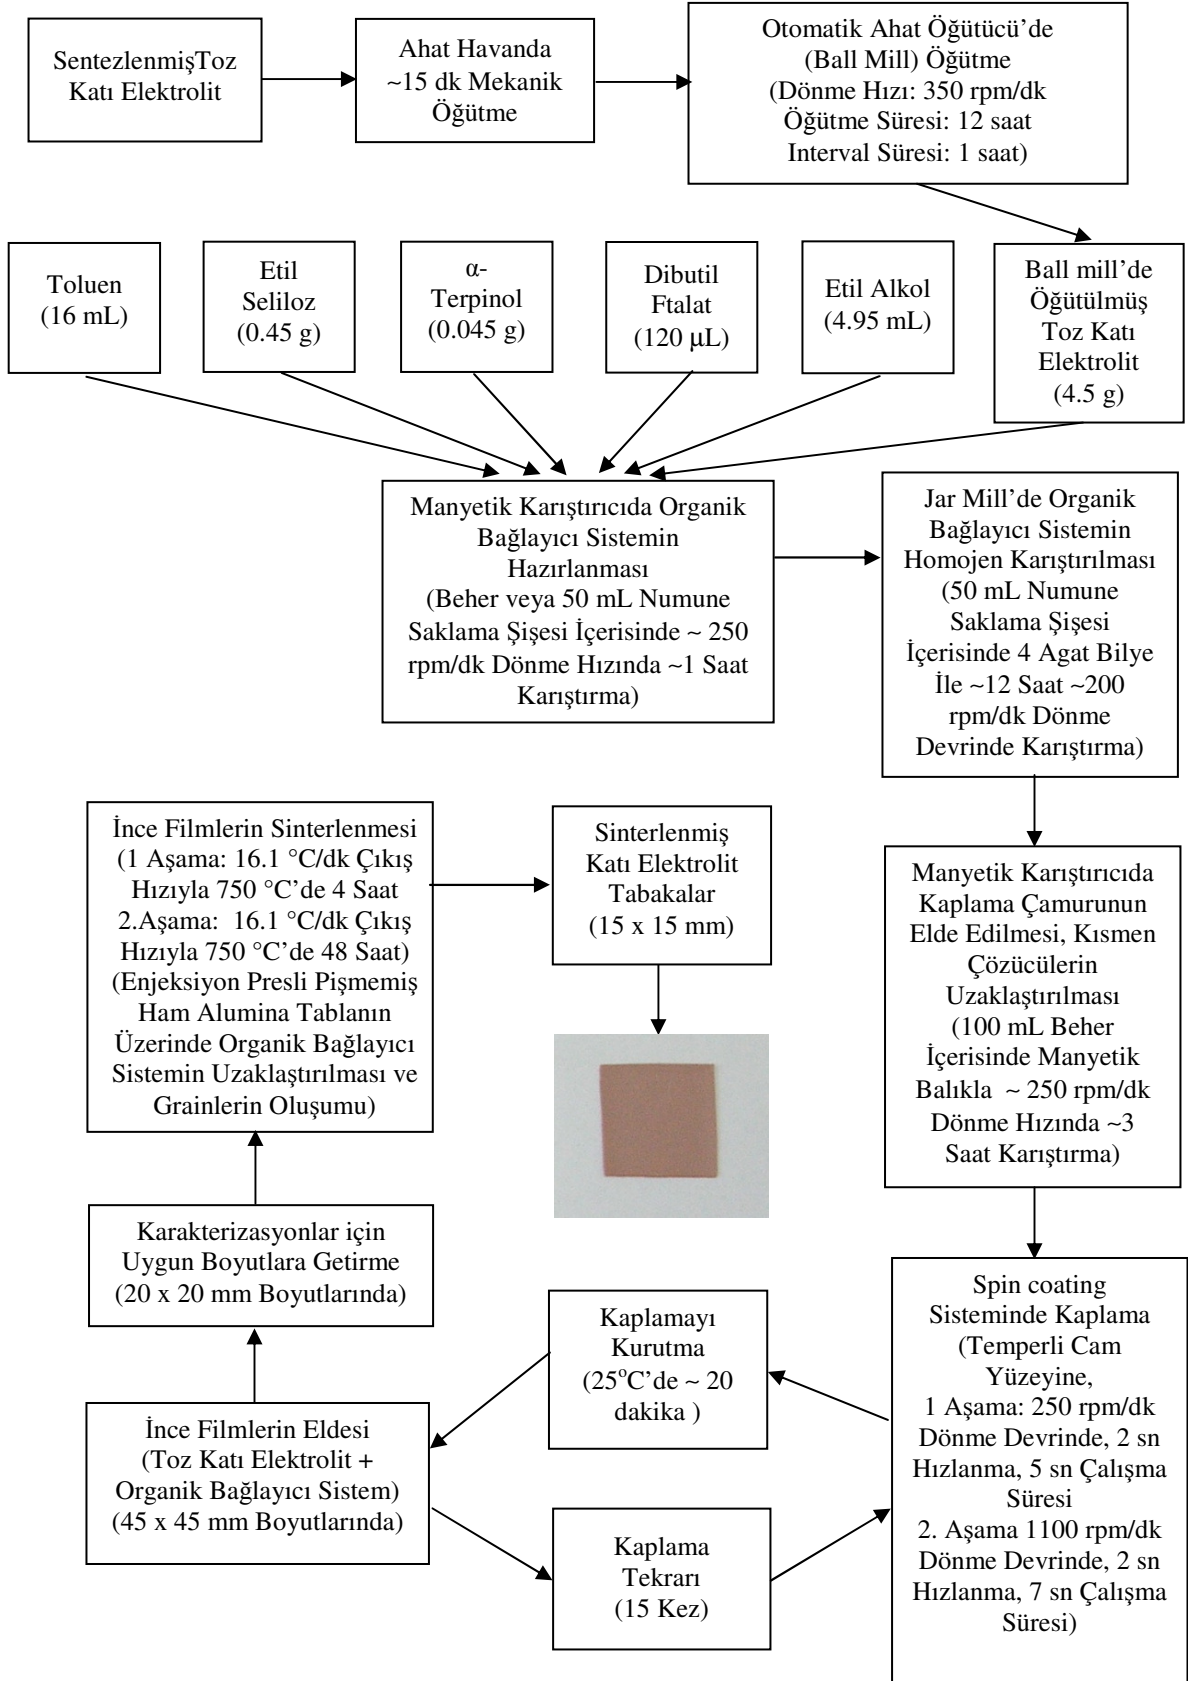 SentezlenmişToz
Katı Elektrolit
Ahat Havanda
~15 dk Mekanik
Öğütme
Otomatik Ahat Öğütücü’de
(Ball Mill) Öğütme
(Dönme Hızı: 350 rpm/dk
Öğütme Süresi: 12 saat
Interval Süresi: 1 saat)
Toluen
(16 mL)
Etil
Seliloz
(0.45 g)
α-
Terpinol
(0.045 g)
Dibutil
Ftalat
(120 µL)
Etil Alkol
(4.95 mL)
Ball mill’de
Öğütülmüş
Toz Katı
Elektrolit
(4.5 g)
Manyetik Karıştırıcıda Organik
Bağlayıcı Sistemin
Hazırlanması
(Beher veya 50 mL Numune
Saklama Şişesi İçerisinde ~ 250
rpm/dk Dönme Hızında ~1 Saat
Karıştırma)
Jar Mill’de Organik
Bağlayıcı Sistemin
Homojen Karıştırılması
(50 mL Numune
Saklama Şişesi
İçerisinde 4 Agat Bilye
İle ~12 Saat ~200
rpm/dk Dönme
Devrinde Karıştırma)
Manyetik Karıştırıcıda
Kaplama Çamurunun
Elde Edilmesi, Kısmen
Çözücülerin
Uzaklaştırılması
(100 mL Beher
İçerisinde Manyetik
Balıkla ~ 250 rpm/dk
Dönme Hızında ~3
Saat Karıştırma)
Spin coating
Sisteminde Kaplama
(Temperli Cam
Yüzeyine,
1 Aşama: 250 rpm/dk
Dönme Devrinde, 2 sn
Hızlanma, 5 sn Çalışma
Süresi
2. Aşama 1100 rpm/dk
Dönme Devrinde, 2 sn
Hızlanma, 7 sn Çalışma
Süresi)
Kaplamayı
Kurutma
(25°C’de ~ 20
dakika )
İnce Filmlerin Eldesi
(Toz Katı Elektrolit +
Organik Bağlayıcı Sistem)
(45 x 45 mm Boyutlarında)
Kaplama
Tekrarı
(15 Kez)
Karakterizasyonlar için
Uygun Boyutlara Getirme
(20 x 20 mm Boyutlarında)
İnce Filmlerin Sinterlenmesi
(1 Aşama: 16.1 °C/dk Çıkış
Hızıyla 750 °C’de 4 Saat
2.Aşama: 16.1 °C/dk Çıkış
Hızıyla 750 °C’de 48 Saat)
(Enjeksiyon Presli Pişmemiş
Ham Alumina Tablanın
Üzerinde Organik Bağlayıcı
Sistemin Uzaklaştırılması ve
Grainlerin Oluşumu)
Sinterlenmiş
Katı Elektrolit
Tabakalar
(15 x 15 mm)